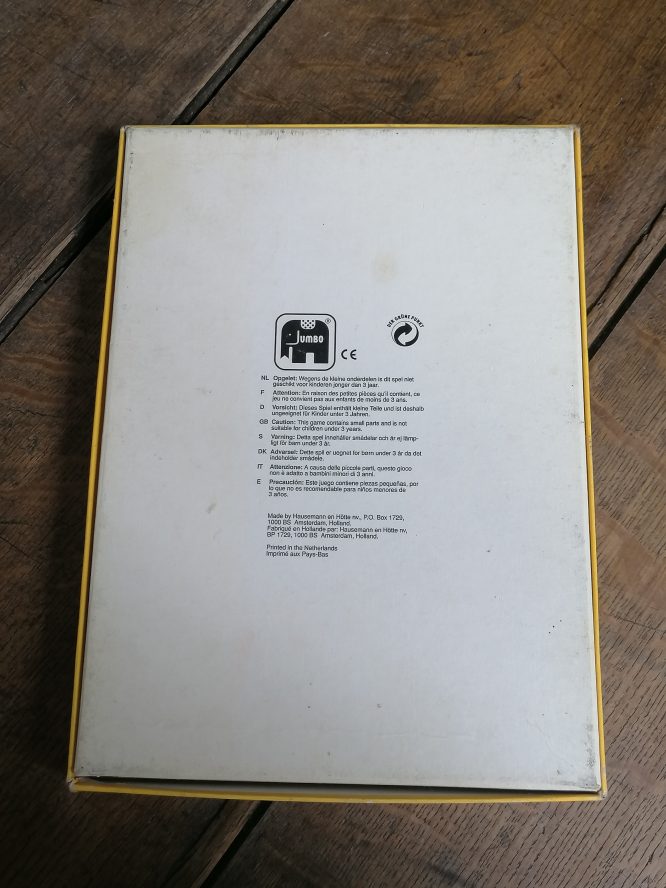 JUMBO
®
CE
DER GRÜNE PUNKT
NL Opgelet: Wegens de kleine onderdelen is dit spel niet
geschikt voor kinderen jonger dan 3 jaar.
F Attention: En raison des petites pièces qu'il contient, ce
jeu ne convient pas aux enfants de moins de 3 ans.
D Vorsicht: Dieses Spiel enthält kleine Teile und ist deshalb
ungeeignet für Kinder unter 3 Jahren.
GB Caution: This game contains small parts and is not
suitable for children under 3 years.
S Varning: Detta spel innehåller smådelar och är ej lämp-
ligt för barn under 3 år.
DK Advarsel: Dette spil er uegnet for børn under 3 år da det
indeholder smådele.
IT Attenzione: A causa delle piccole parti, questo gioco
non è adatto a bambini minori di 3 anni.
E Precaución: Este juego contiene piezas pequeñas, por
lo que no es recomendable para niños menores de
3 años.
Made by Hausemann en Hötte nv., P.O. Box 1729,
1000 BS Amsterdam, Holland.
Fabriqué en Hollande par: Hausemann en Hötte nv,
BP 1729, 1000 BS Amsterdam, Holland.
Printed in the Netherlands
Imprimé aux Pays-Bas